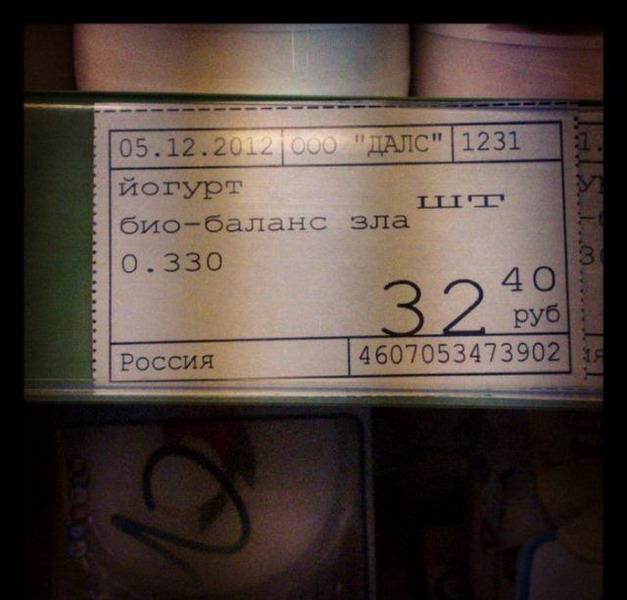 05.12.2012 ООО "ДАЛС" 1231
йогурт шт
био-баланс зла
0.330
32 40
руб
Россия 4607053473902